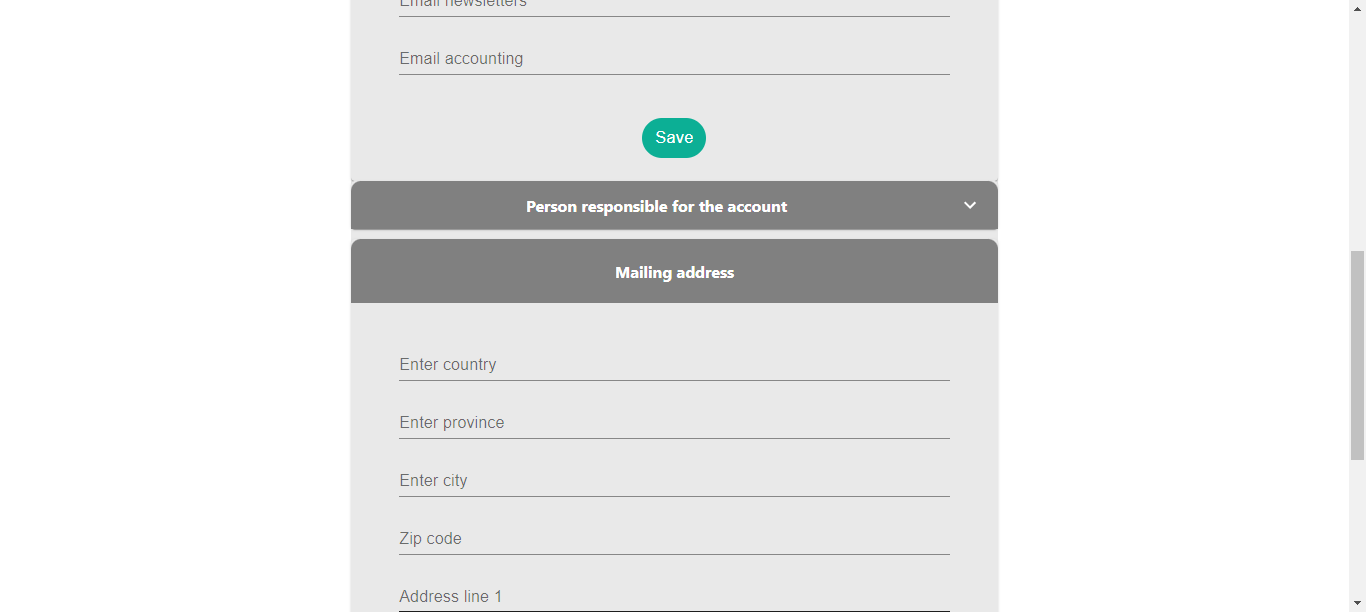 Email newsletters
Email accounting
Save
Person responsible for the account
Mailing address
Enter country
Enter province
Enter city
Zip code
Address line 1